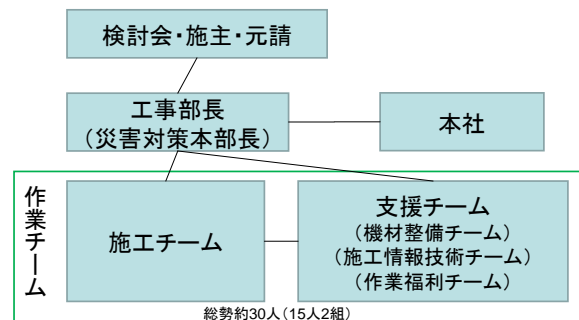 検討会・施主・元請
工事部長
（災害対策本部長）
本社
作業チーム
施工チーム
支援チーム
（機材整備チーム）
（施工情報技術チーム）
（作業福利チーム）
総勢約30人（15人2組）